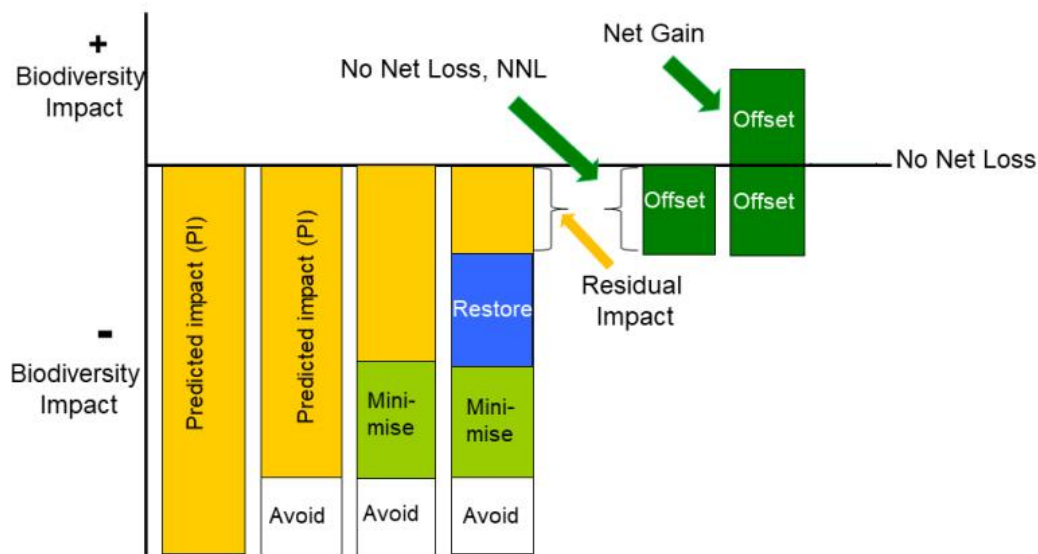 +
Biodiversity
Impact
Net Gain
No Net Loss, NNL
Offset
No Net Loss
Predicted impact (PI)
Predicted impact (PI)
Offset
Offset
Residual
Impact
Restore
-
Biodiversity
Impact
Mini-
mise
Mini-
mise
Avoid
Avoid
Avoid